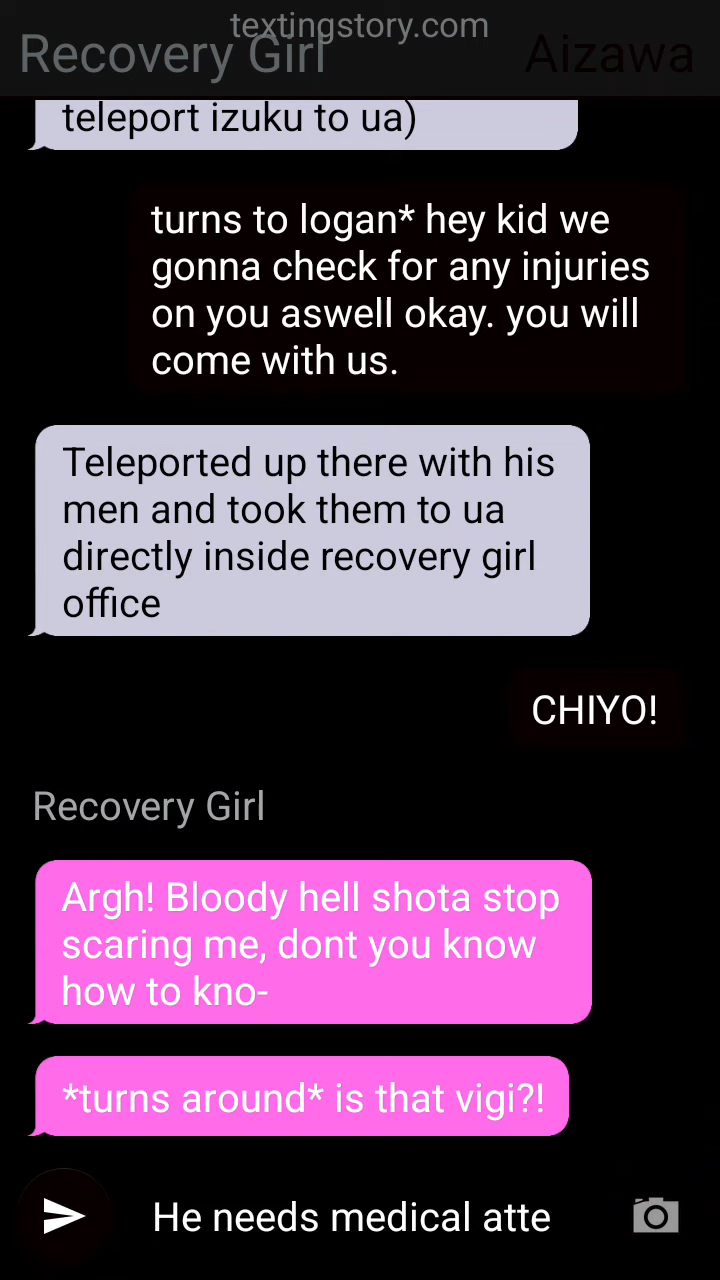 textingstory.com
Recovery Girl
Aizawa
teleport izuku to ua)
turns to logan* hey kid we
gonna check for any injuries
on you aswell okay. you will
come with us.
Teleported up there with his
men and took them to ua
directly inside recovery girl
office
CHIYO!
Recovery Girl
Argh! Bloody hell shota stop
scaring me, dont you know
how to kno-
*turns around* is that vigi?!
He needs medical atte